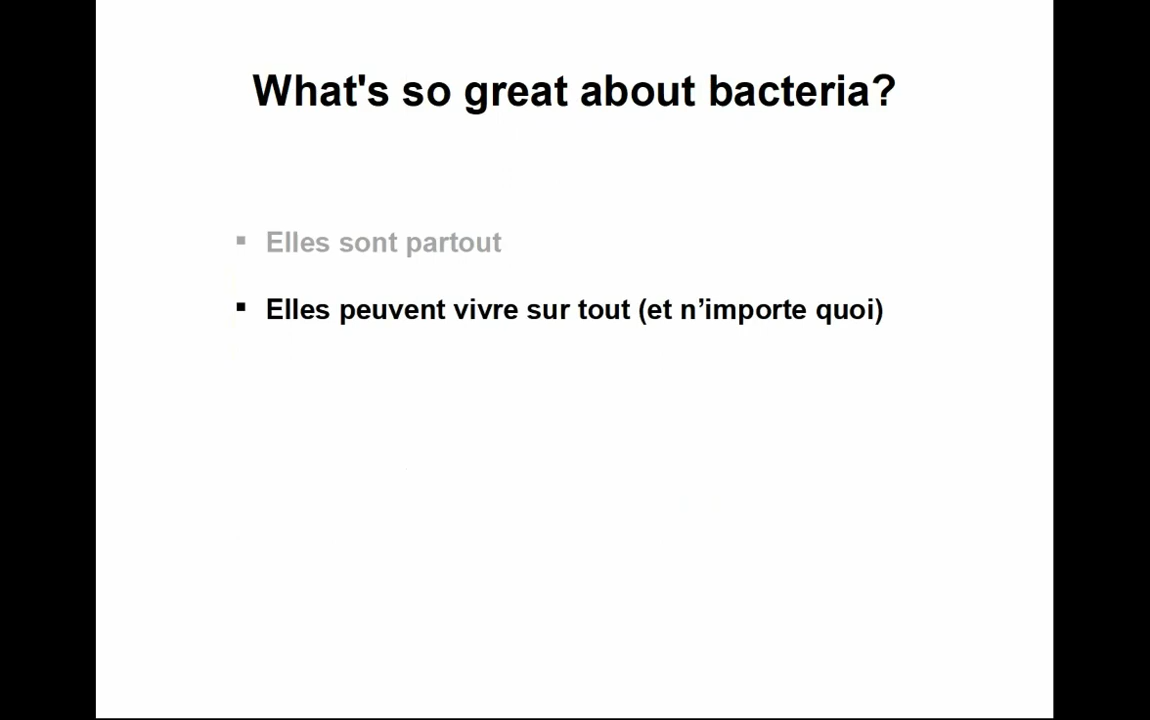 What's so great about bacteria?
▪ Elles sont partout
▪ Elles peuvent vivre sur tout (et n’importe quoi)